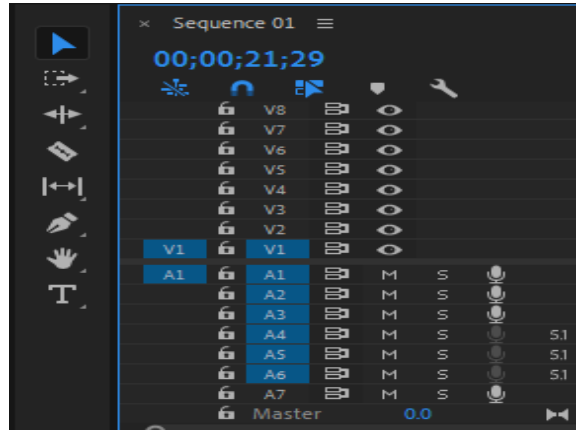 × Sequence 01
00;00;21;29
V8
V7
V6
V5
V4
V3
V2
V1 V1
A1 A1 M S
A2 M S
A3 M S
A4 M S 5.1
A5 M S 5.1
A6 M S 5.1
A7 M S
Master 0.0
T